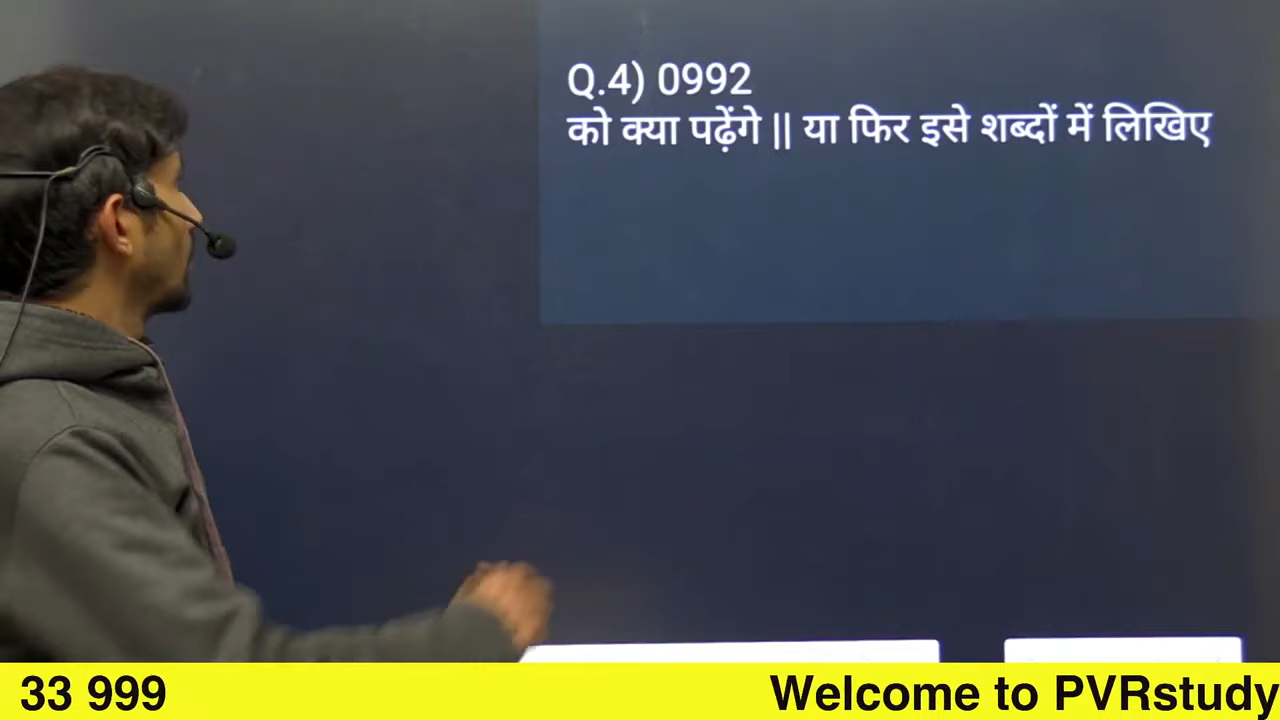 Q.4) 0992
को क्या पढ़ेंगे || या फिर इसे शब्दों में लिखिए
33 999
Welcome to PVRstudy